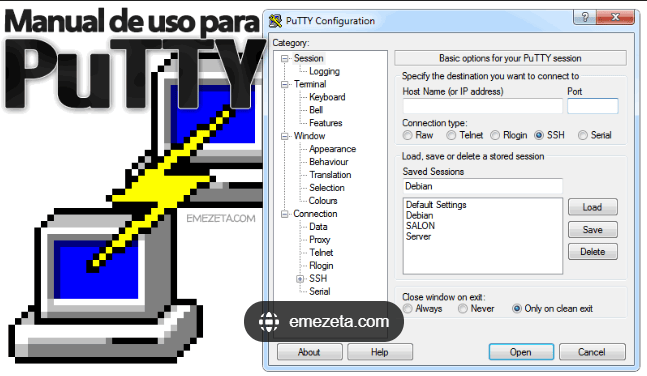 Manual de uso para
PuTTY
EMEZETA.COM
PuTTY Configuration
Category:
Session
Logging
Terminal
Keyboard
Bell
Features
Window
Appearance
Behaviour
Translation
Selection
Colours
Connection
Data
Proxy
Telnet
Rlogin
SSH
Serial
Basic options for your PuTTY session
Specify the destination you want to connect to
Host Name (or IP address) Port
Connection type:
Raw Telnet Rlogin SSH Serial
Load, save or delete a stored session
Saved Sessions
Debian
Default Settings
Debian
SALON
Server
Load
Save
Delete
Close window on exit:
Always Never Only on clean exit
About Help Open Cancel
emezeta.com